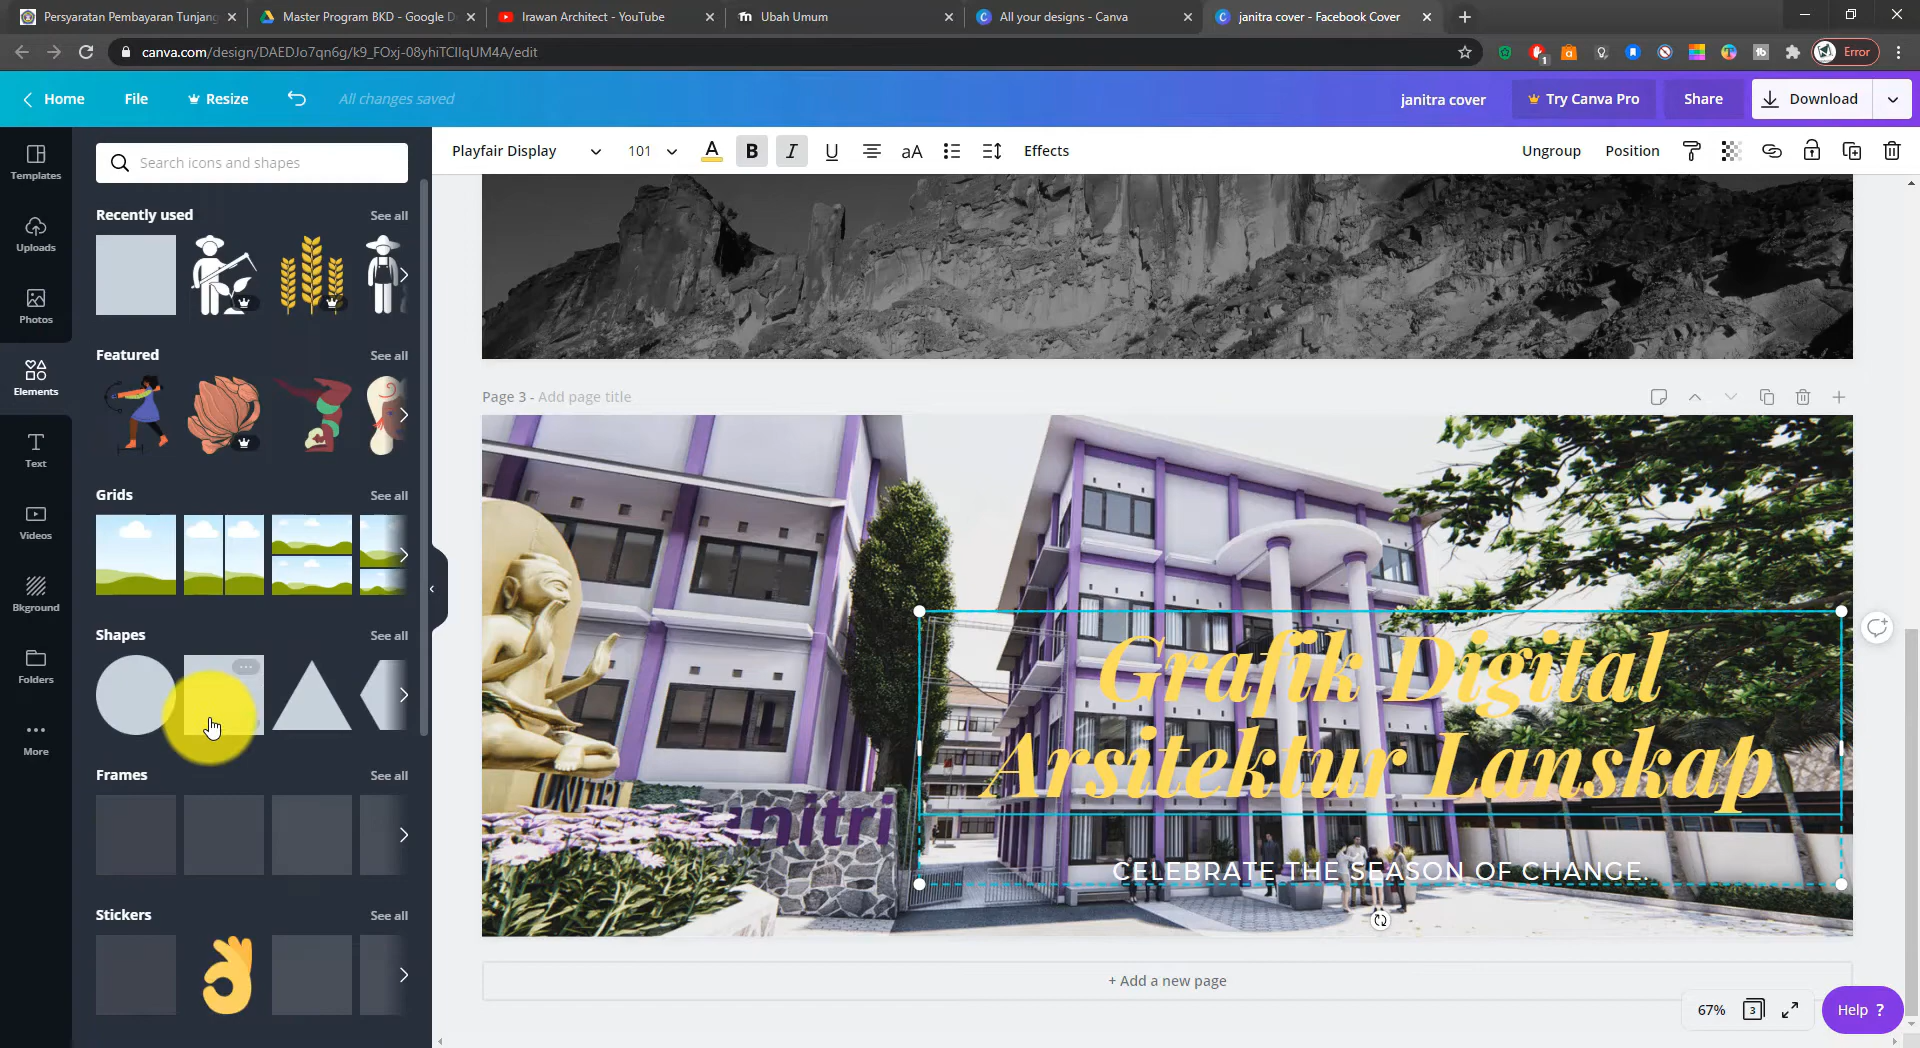 Persyaratan Pembayaran Tunjang
Master Program BKD - Google D
Irawan Architect - YouTube
Ubah Umum
All your designs - Canva
janitra cover - Facebook Cover
canva.com/design/DAEDJo7qn6g/k9_FOxj-08yhiTCIIqUM4A/edit
1
Error
Home
File
Resize
All changes saved
janitra cover
Try Canva Pro
Share
Download
Templates
Uploads
Photos
Elements
Text
Videos
Bkground
Folders
More
Search icons and shapes
Recently used
See all
Featured
See all
Grids
See all
Shapes
See all
Frames
See all
Stickers
See all
Playfair Display
101
A
B
I
U
aA
Effects
Ungroup
Position
Page 3 - Add page title
Grafik Digital
Arsitektur Lanskap
CELEBRATE THE SEASON OF CHANGE.
+ Add a new page
67%
3
Help ?